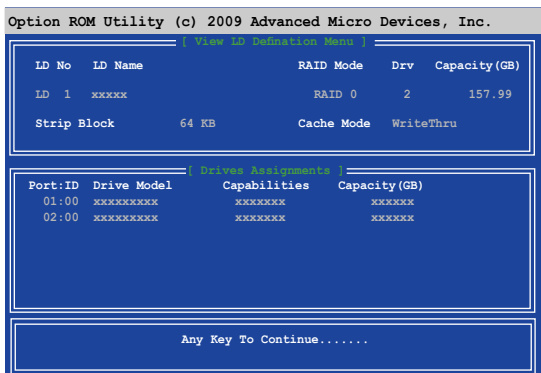 Option ROM Utility (c) 2009 Advanced Micro Devices, Inc.
[ View LD Defination Menu ]
LD No LD Name RAID Mode Drv Capacity(GB)
LD 1 xxxxx RAID 0 2 157.99
Strip Block 64 KB Cache Mode WriteThru
[ Drives Assignments ]
Port:ID Drive Model Capabilities Capacity(GB)
01:00 xxxxxxxxx xxxxxxx xxxxxx
02:00 xxxxxxxxx xxxxxxx xxxxxx
Any Key To Continue.......